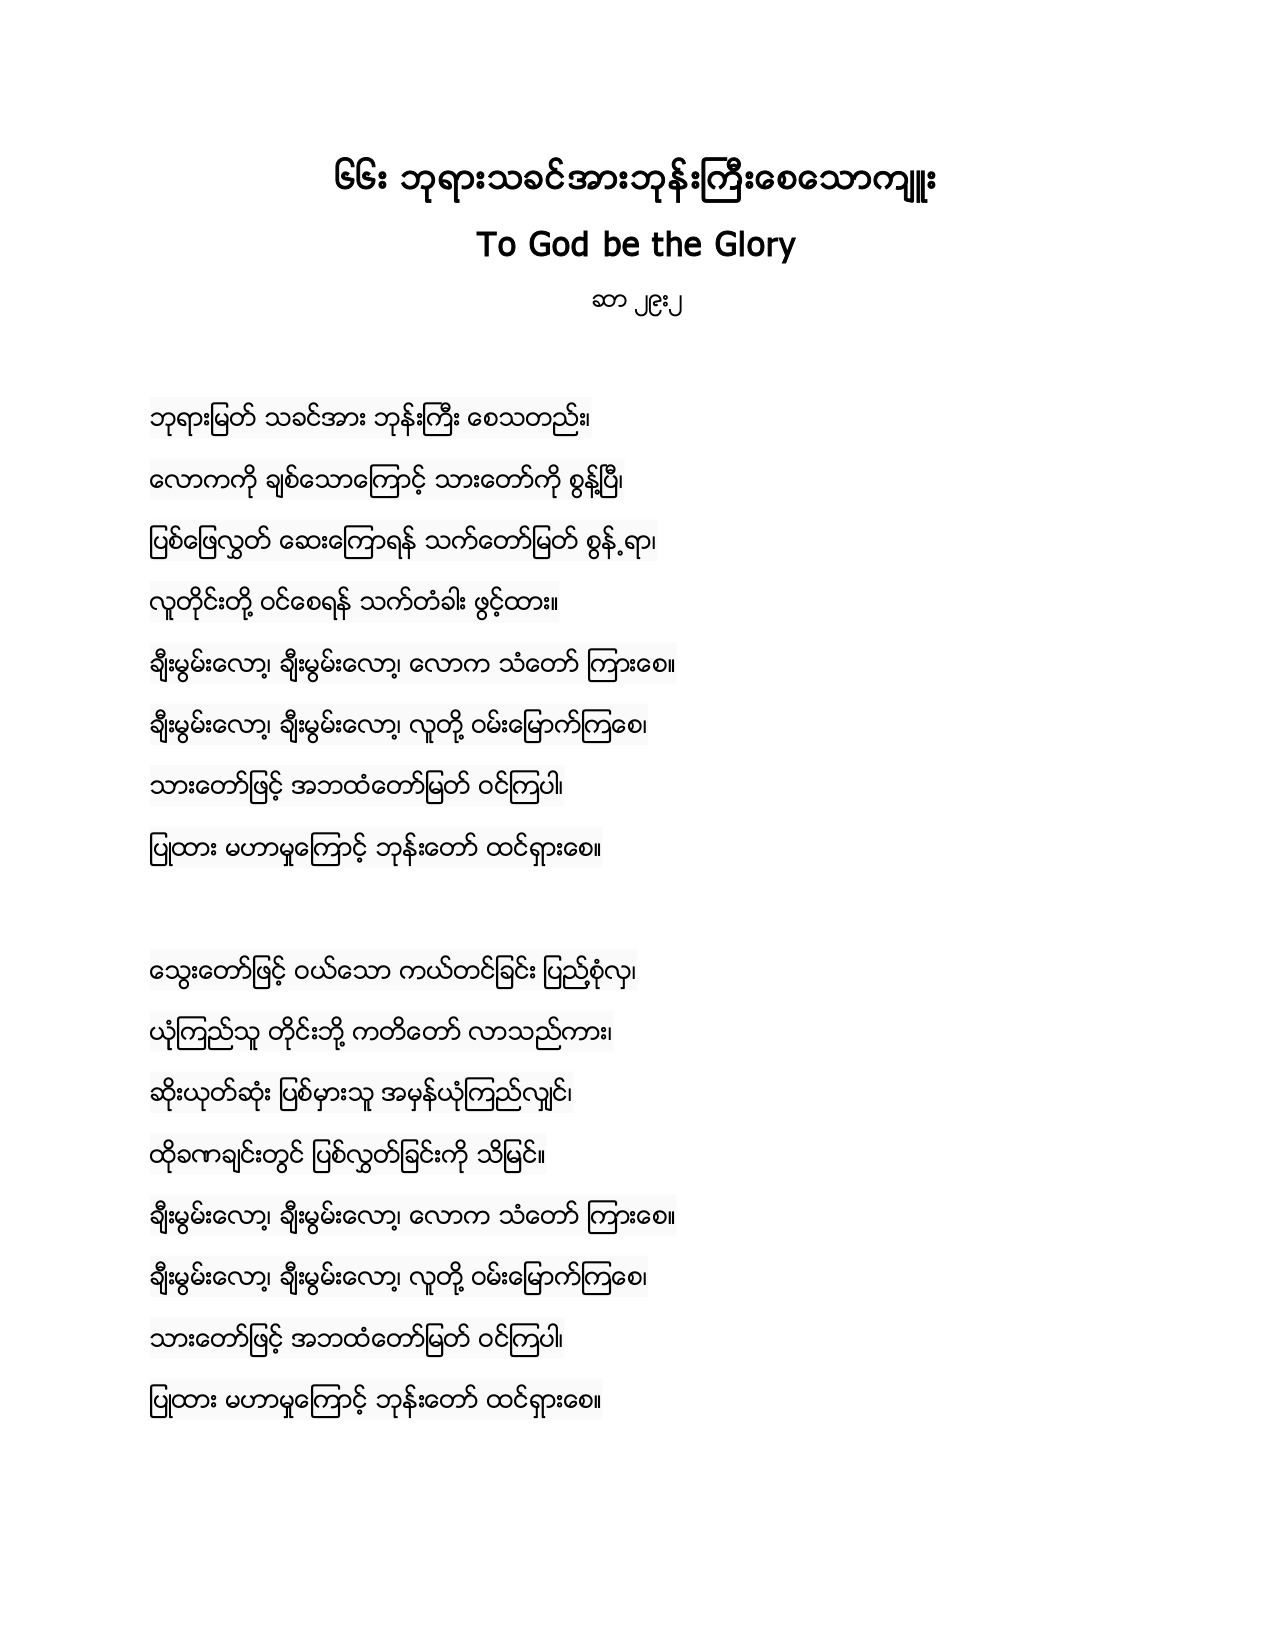 ၆၆း ဘုရားသခင်အားဘုန်းကြီးစေသောကျူး
To God be the Glory
ဆာ ၂၉း၂
ဘုရားမြတ် သခင်အား ဘုန်းကြီး စေသတည်း၊
လောကကို ချစ်သောကြောင့် သားတော်ကို စွန့်ပြီ၊
ပြစ်ဖြေလွှတ် ဆေးကြောရန် သက်တော်မြတ် စွန့်ရာ၊
လူတိုင်းတို့ ဝင်စေရန် သက်တံခါး ဖွင့်ထား။
ချီးမွမ်းလော့၊ ချီးမွမ်းလော့၊ လောက သံတော် ကြားစေ။
ချီးမွမ်းလော့၊ ချီးမွမ်းလော့၊ လူတို့ ဝမ်းမြောက်ကြစေ၊
သားတော်ဖြင့် အဘထံတော်မြတ် ဝင်ကြပါ၊
ပြုထား မဟာမှုကြောင့် ဘုန်းတော် ထင်ရှားစေ။
သွေးတော်ဖြင့် ဝယ်သော ကယ်တင်ခြင်း ပြည့်စုံလှ၊
ယုံကြည်သူ တိုင်းဘို့ ကတိတော် လာသည်ကား၊
ဆိုးယုတ်ဆုံး ပြစ်မှားသူ အမှန်ယုံကြည်လျှင်၊
ထိုခဏချင်းတွင် ပြစ်လွှတ်ခြင်းကို သိမြင်။
ချီးမွမ်းလော့၊ ချီးမွမ်းလော့၊ လောက သံတော် ကြားစေ။
ချီးမွမ်းလော့၊ ချီးမွမ်းလော့၊ လူတို့ ဝမ်းမြောက်ကြစေ၊
သားတော်ဖြင့် အဘထံတော်မြတ် ဝင်ကြပါ၊
ပြုထား မဟာမှုကြောင့် ဘုန်းတော် ထင်ရှားစေ။